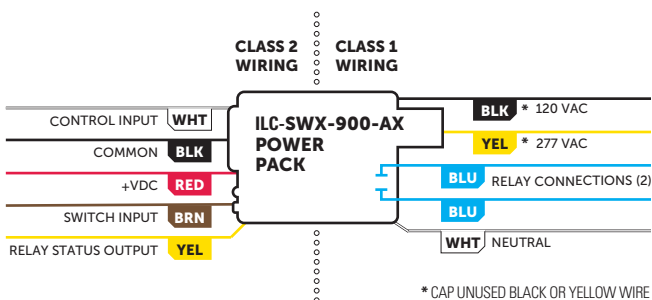 CLASS 2 WIRING
CLASS 1 WIRING
ILC-SWX-900-AX
POWER
PACK
CONTROL INPUT WHT
COMMON BLK
+VDC RED
SWITCH INPUT BRN
RELAY STATUS OUTPUT YEL
BLK * 120 VAC
YEL * 277 VAC
BLU RELAY CONNECTIONS (2)
BLU
WHT NEUTRAL
* CAP UNUSED BLACK OR YELLOW WIRE